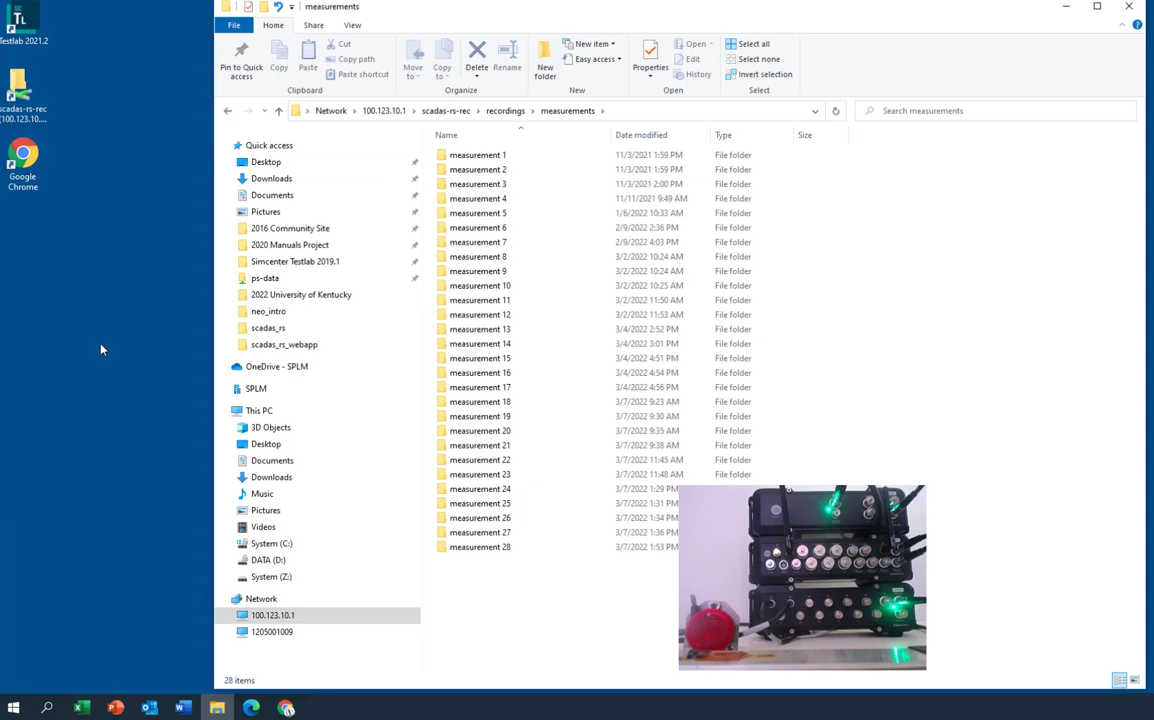 measurements
Testlab 2021.2
scadas-rs-rec
(100.123.10....
Google
Chrome
File Home Share View
Pin to Quick
access
Copy
Paste
Cut
Copy path
Paste shortcut
Clipboard
Move
to
Copy
to
Delete
Rename
Organize
New
folder
New item
Easy access
New
Properties
Open
Edit
History
Open
Select all
Select none
Invert selection
Select
Network > 100.123.10.1 > scadas-rs-rec > recordings > measurements >
Search measurements
Quick access
Desktop
Downloads
Documents
Pictures
2016 Community Site
2020 Manuals Project
Simcenter Testlab 2019.1
ps-data
2022 University of Kentucky
neo_intro
scadas_rs
scadas_rs_webapp
OneDrive - SPLM
SPLM
This PC
3D Objects
Desktop
Documents
Downloads
Music
Pictures
Videos
System (C:)
DATA (D:)
System (Z:)
Network
100.123.10.1
1205001009
Name Date modified Type Size
measurement 1 11/3/2021 1:59 PM File folder
measurement 2 11/3/2021 1:59 PM File folder
measurement 3 11/3/2021 2:00 PM File folder
measurement 4 11/11/2021 9:49 AM File folder
measurement 5 1/6/2022 10:33 AM File folder
measurement 6 2/9/2022 2:36 PM File folder
measurement 7 2/9/2022 4:03 PM File folder
measurement 8 3/2/2022 10:24 AM File folder
measurement 9 3/2/2022 10:24 AM File folder
measurement 10 3/2/2022 10:25 AM File folder
measurement 11 3/2/2022 11:50 AM File folder
measurement 12 3/2/2022 11:53 AM File folder
measurement 13 3/4/2022 2:52 PM File folder
measurement 14 3/4/2022 3:01 PM File folder
measurement 15 3/4/2022 4:51 PM File folder
measurement 16 3/4/2022 4:54 PM File folder
measurement 17 3/4/2022 4:56 PM File folder
measurement 18 3/7/2022 9:23 AM File folder
measurement 19 3/7/2022 9:30 AM File folder
measurement 20 3/7/2022 9:35 AM File folder
measurement 21 3/7/2022 9:38 AM File folder
measurement 22 3/7/2022 11:45 AM File folder
measurement 23 3/7/2022 11:48 AM File folder
measurement 24 3/7/2022 1:29 PM
measurement 25 3/7/2022 1:31 PM
measurement 26 3/7/2022 1:34 PM
measurement 27 3/7/2022 1:36 PM
measurement 28 3/7/2022 1:53 PM
28 items